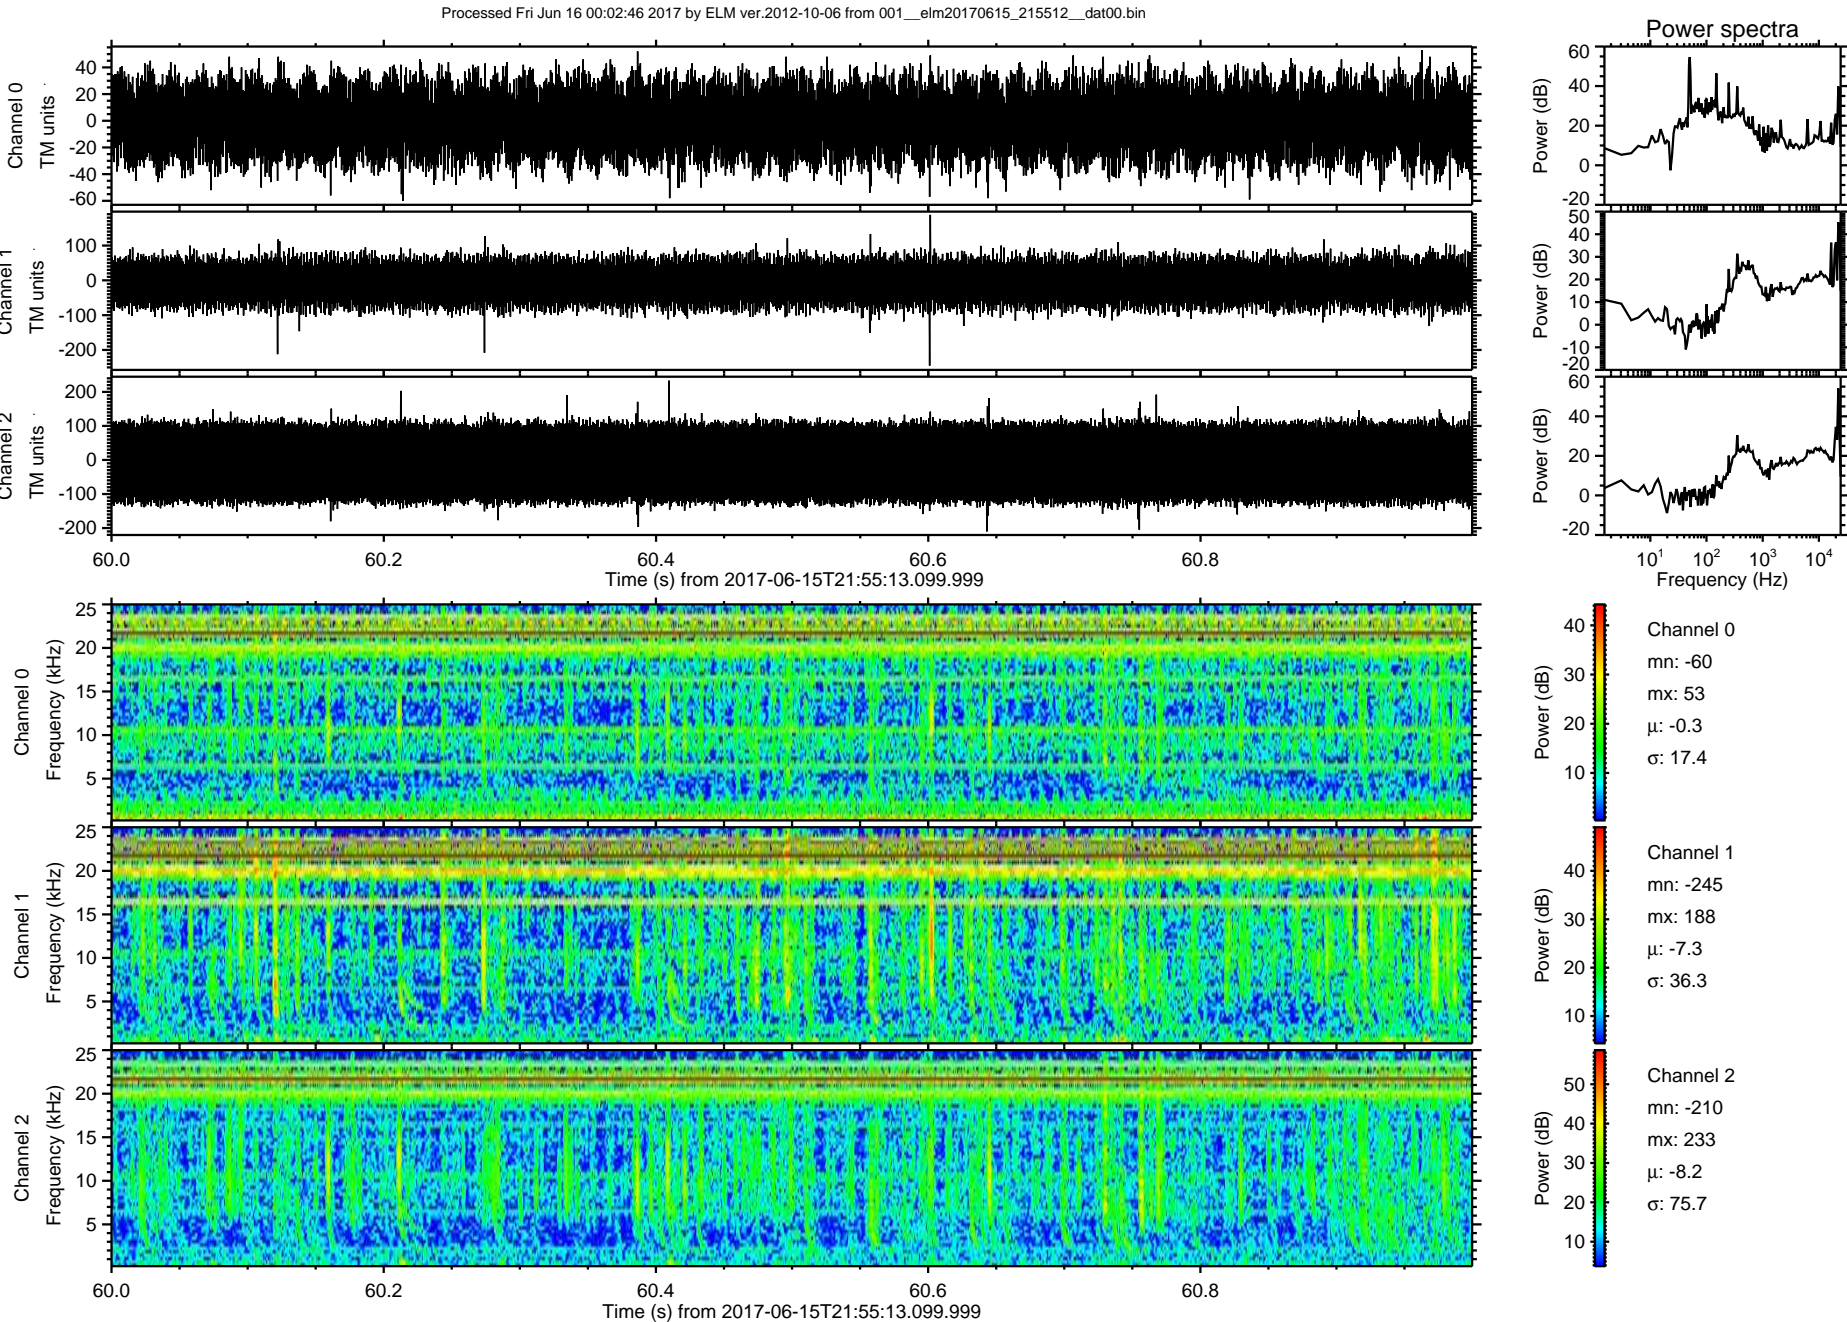 Processed Fri Jun 16 00:02:46 2017 by ELM ver.2012-10-06 from 001__elm20170615_215512__dat00.bin
Power spectra
Channel 0
TM units
40
20
0
-20
-40
-60
Power (dB)
60
40
20
0
-20
Channel 1
TM units
100
0
-100
-200
Power (dB)
50
40
30
20
10
0
-10
-20
Channel 2
TM units
200
100
0
-100
-200
Power (dB)
60
40
20
0
-20
60.0 60.2 60.4 60.6 60.8
Time (s) from 2017-06-15T21:55:13.099.999
10¹ 10² 10³ 10⁴
Frequency (Hz)
Channel 0
Frequency (kHz)
25
20
15
10
5
Power (dB)
40
30
20
10
Channel 0
mn: -60
mx: 53
μ: -0.3
σ: 17.4
Channel 1
Frequency (kHz)
25
20
15
10
5
Power (dB)
40
30
20
10
Channel 1
mn: -245
mx: 188
μ: -7.3
σ: 36.3
Channel 2
Frequency (kHz)
25
20
15
10
5
Power (dB)
50
40
30
20
10
Channel 2
mn: -210
mx: 233
μ: -8.2
σ: 75.7
60.0 60.2 60.4 60.6 60.8
Time (s) from 2017-06-15T21:55:13.099.999